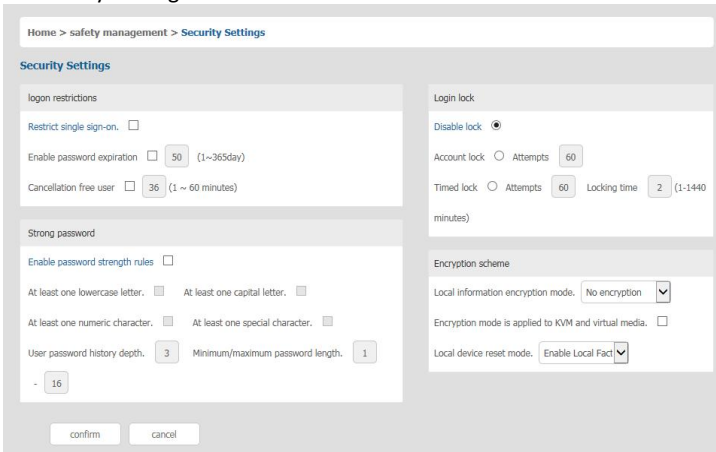 Home > safety management > Security Settings
Security Settings
logon restrictions
Restrict single sign-on.
Enable password expiration 50 (1~365day)
Cancellation free user 36 (1 ~ 60 minutes)
Strong password
Enable password strength rules
At least one lowercase letter. At least one capital letter.
At least one numeric character. At least one special character.
User password history depth. 3 Minimum/maximum password length. 1
- 16
Login lock
Disable lock
Account lock Attempts 60
Timed lock Attempts 60 Locking time 2 (1-1440
minutes)
Encryption scheme
Local information encryption mode. No encryption
Encryption mode is applied to KVM and virtual media.
Local device reset mode. Enable Local Fact
confirm cancel